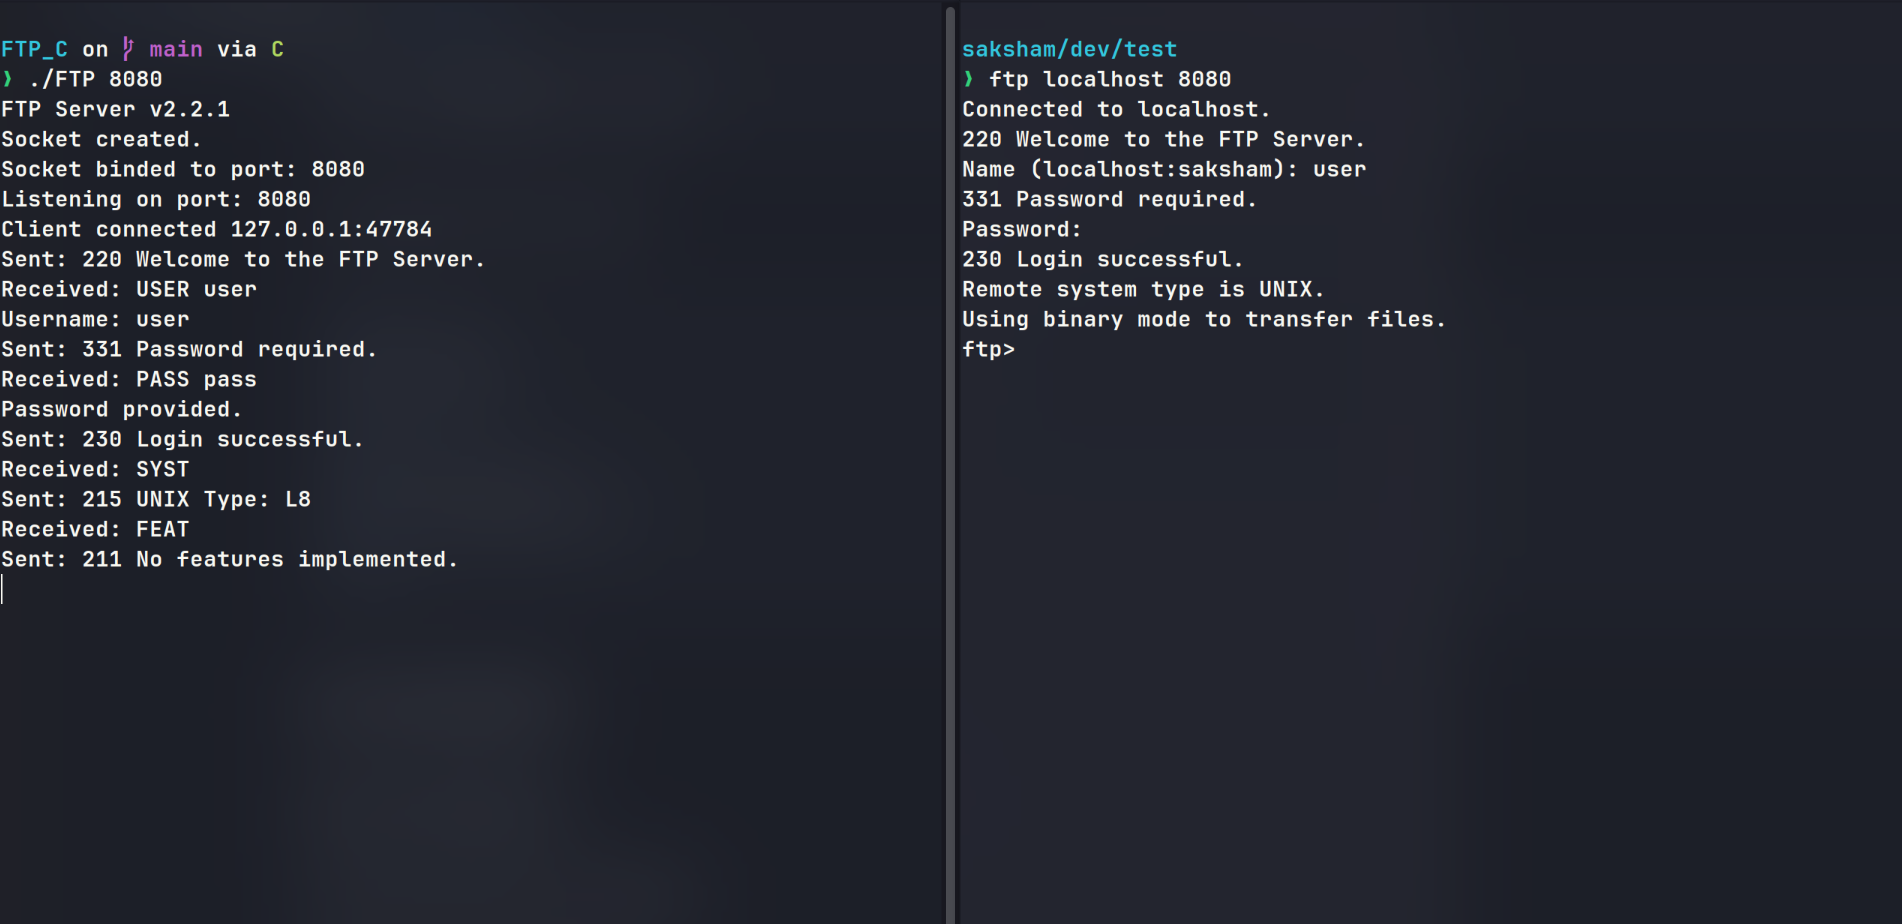 FTP_C on main via C
❯ ./FTP 8080
FTP Server v2.2.1
Socket created.
Socket binded to port: 8080
Listening on port: 8080
Client connected 127.0.0.1:47784
Sent: 220 Welcome to the FTP Server.
Received: USER user
Username: user
Sent: 331 Password required.
Received: PASS pass
Password provided.
Sent: 230 Login successful.
Received: SYST
Sent: 215 UNIX Type: L8
Received: FEAT
Sent: 211 No features implemented.
saksham/dev/test
❯ ftp localhost 8080
Connected to localhost.
220 Welcome to the FTP Server.
Name (localhost:saksham): user
331 Password required.
Password:
230 Login successful.
Remote system type is UNIX.
Using binary mode to transfer files.
ftp>